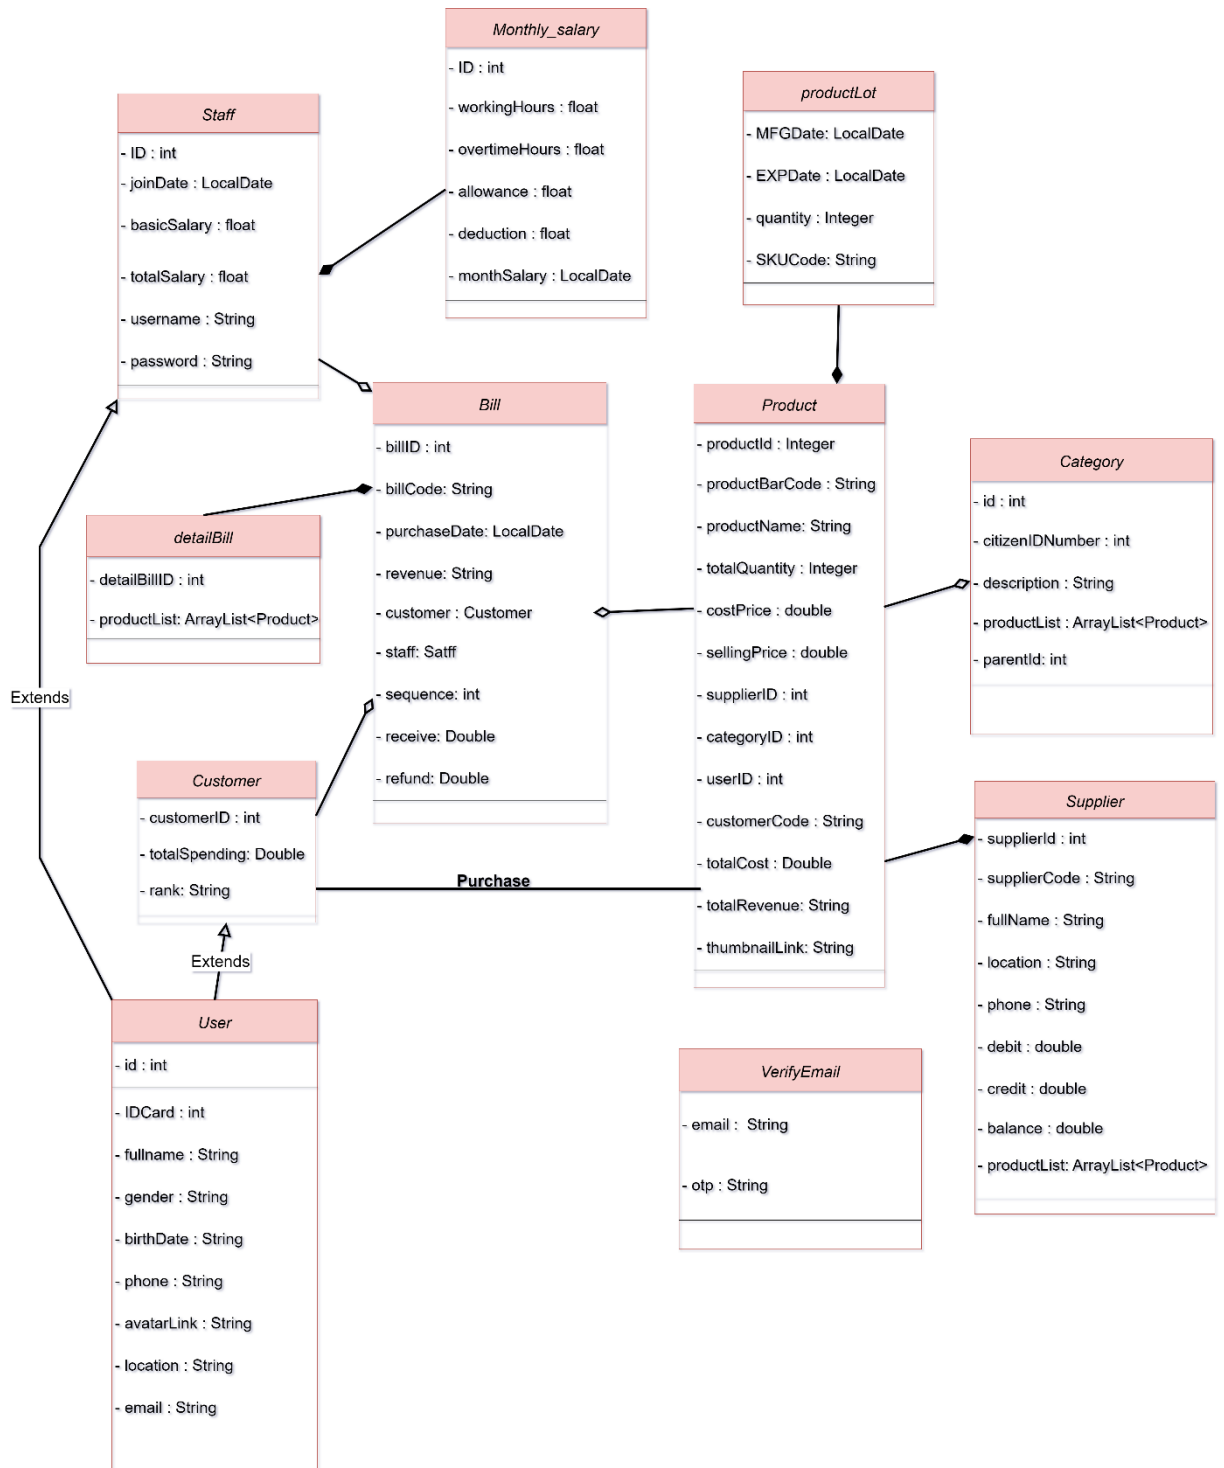 Monthly_salary
- ID : int
- workingHours : float
- overtimeHours : float
- allowance : float
- deduction : float
- monthSalary : LocalDate
productLot
- MFGDate: LocalDate
- EXPDate : LocalDate
- quantity : Integer
- SKUCode: String
Staff
- ID : int
- joinDate : LocalDate
- basicSalary : float
- totalSalary : float
- username : String
- password : String
Bill
- billID : int
- billCode: String
- purchaseDate: LocalDate
- revenue: String
- customer : Customer
- staff: Satff
- sequence: int
- receive: Double
- refund: Double
Product
- productId : Integer
- productBarCode : String
- productName: String
- totalQuantity : Integer
- costPrice : double
- sellingPrice : double
- supplierID : int
- categoryID : int
- userID : int
- customerCode : String
- totalCost : Double
- totalRevenue: String
- thumbnailLink: String
Category
- id : int
- citizenIDNumber : int
- description : String
- productList : ArrayList<Product>
- parentId: int
detailBill
- detailBillID : int
- productList: ArrayList<Product>
Extends
Customer
- customerID : int
- totalSpending: Double
- rank: String
Purchase
Extends
Supplier
- supplierId : int
- supplierCode : String
- fullName : String
- location : String
- phone : String
- debit : double
- credit : double
- balance : double
- productList: ArrayList<Product>
User
- id : int
- IDCard : int
- fullname : String
- gender : String
- birthDate : String
- phone : String
- avatarLink : String
- location : String
- email : String
VerifyEmail
- email : String
- otp : String